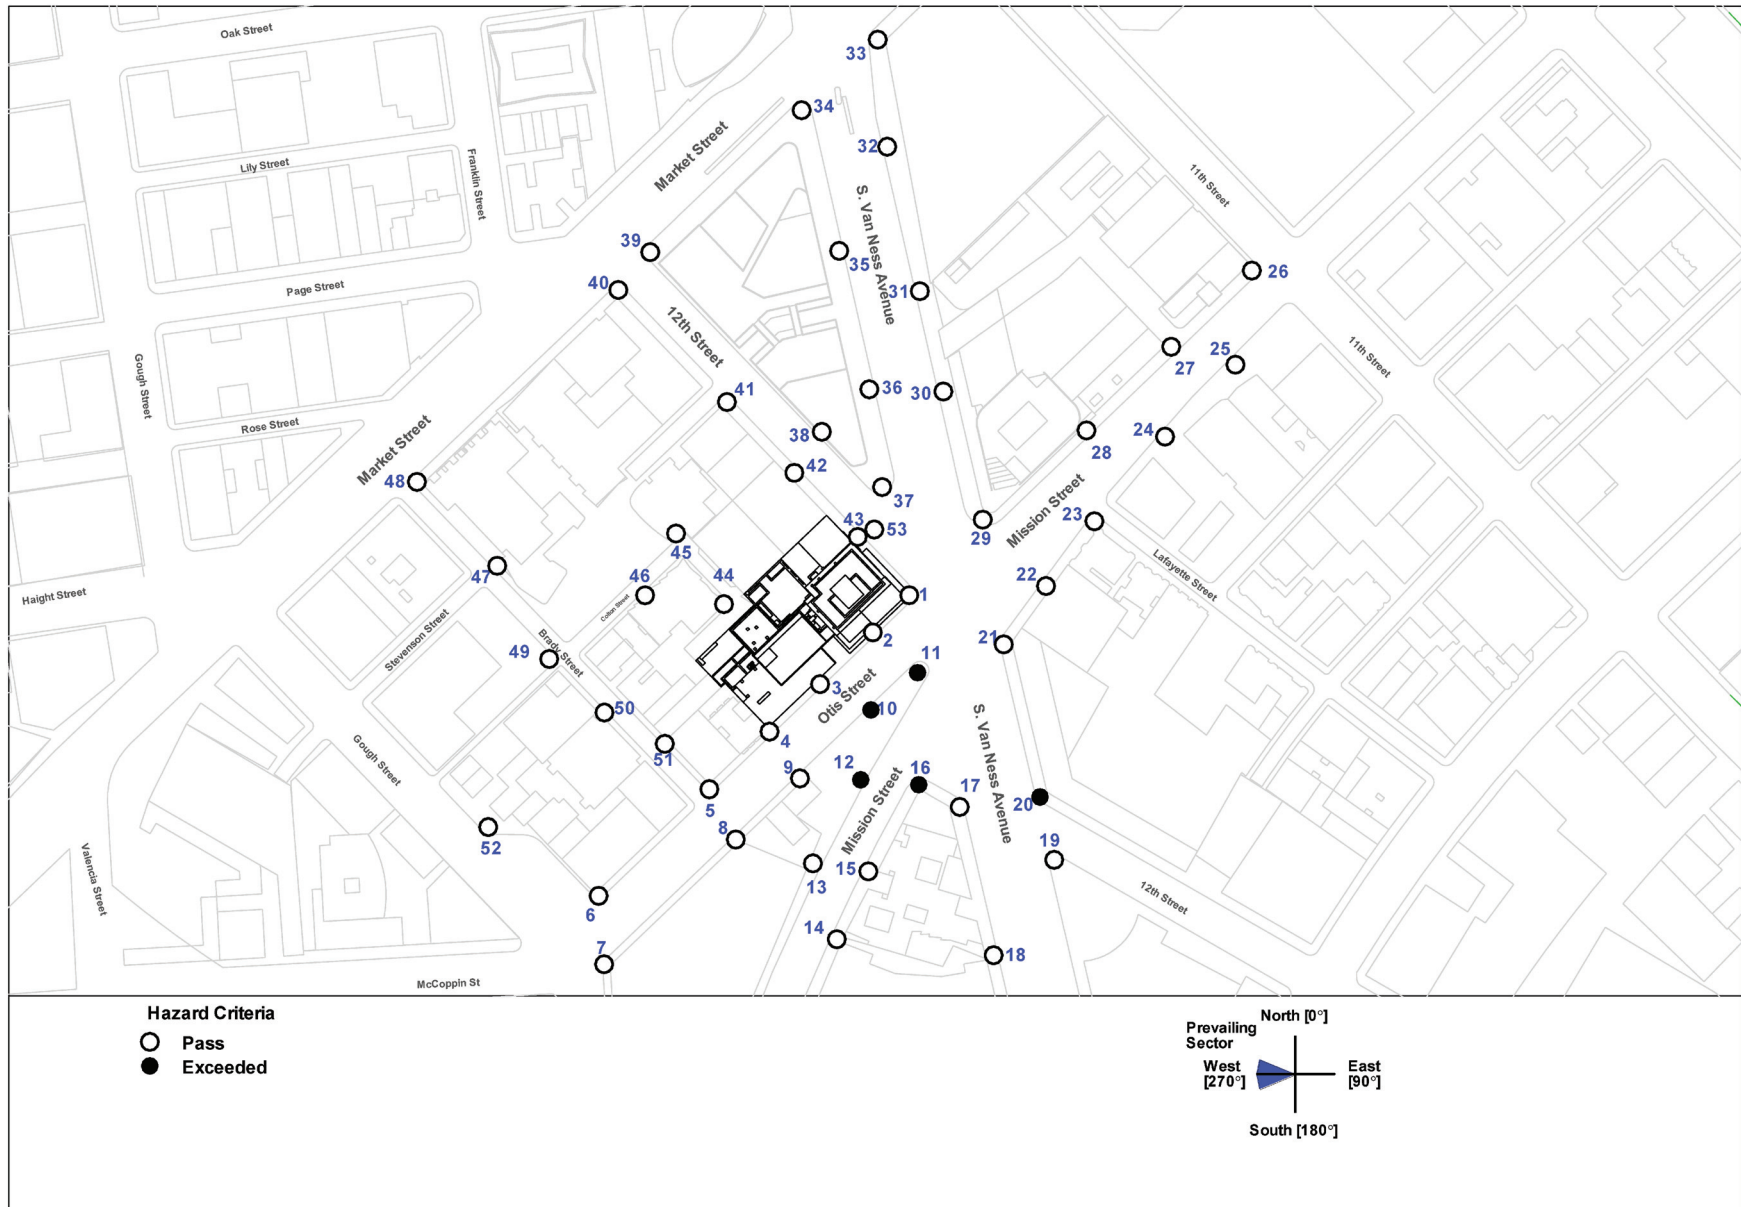 Oak Street
33
34
Market Street
32
Lily Street
Franklin Street
11th Street
S. Van Ness Avenue
39
35
26
40
Page Street
31
12th Street
25
27
11th Street
Gough Street
41
36
30
Rose Street
38
24
28
Market Street
42
48
37
Mission Street
43
53
29
23
45
Lafayette Street
47
46
44
22
Haight Street
Colton Street
1
Stevenson Street
2
21
Brady Street
49
11
3
Otis Street
50
10
S. Van Ness Avenue
4
51
Gough Street
9
12
16
17
20
5
Mission Street
8
52
19
Valencia Street
13
15
12th Street
6
14
7
18
McCoppin St
Hazard Criteria
Pass
Exceeded
North [0°]
Prevailing
Sector
West
[270°]
East
[90°]
South [180°]